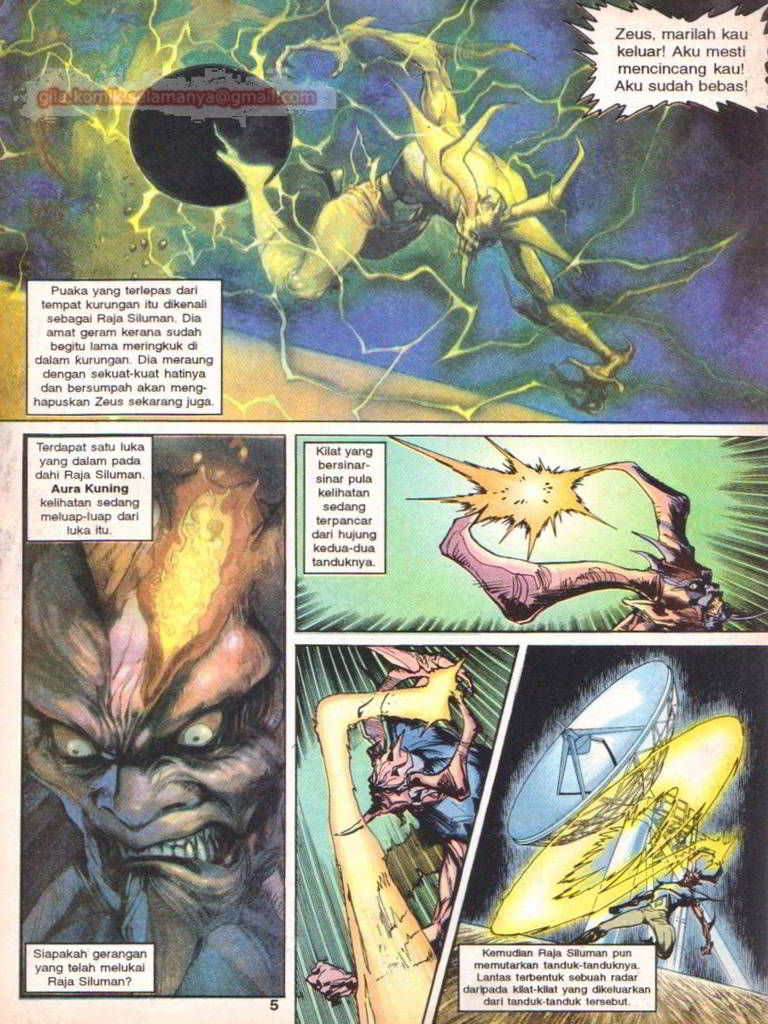 Zeus, marilah kau
keluar! Aku mesti
mencincang kau!
Aku sudah bebas!
gila.komik.selamanya@gmail.com
Puaka yang terlepas dari
tempat kurungan itu dikenali
sebagai Raja Siluman. Dia
amat geram kerana sudah
begitu lama meringkuk di
dalam kurungan. Dia meraung
dengan sekuat-kuat hatinya
dan bersumpah akan meng-
hapuskan Zeus sekarang juga.
Terdapat satu luka
yang dalam pada
dahi Raja Siluman.
Aura Kuning
kelihatan sedang
meluap-luap dari
luka itu.
Siapakah gerangan
yang telah melukai
Raja Siluman?
Kilat yang
bersinar-
sinar pula
kelihatan
sedang
terpancar
dari hujung
kedua-dua
tanduknya.
Kemudian Raja Siluman pun
memutarkan tanduk-tanduknya.
Lantas terbentuk sebuah radar
daripada kilat-kilat yang dikeluarkan
dari tanduk-tanduk tersebut.
5